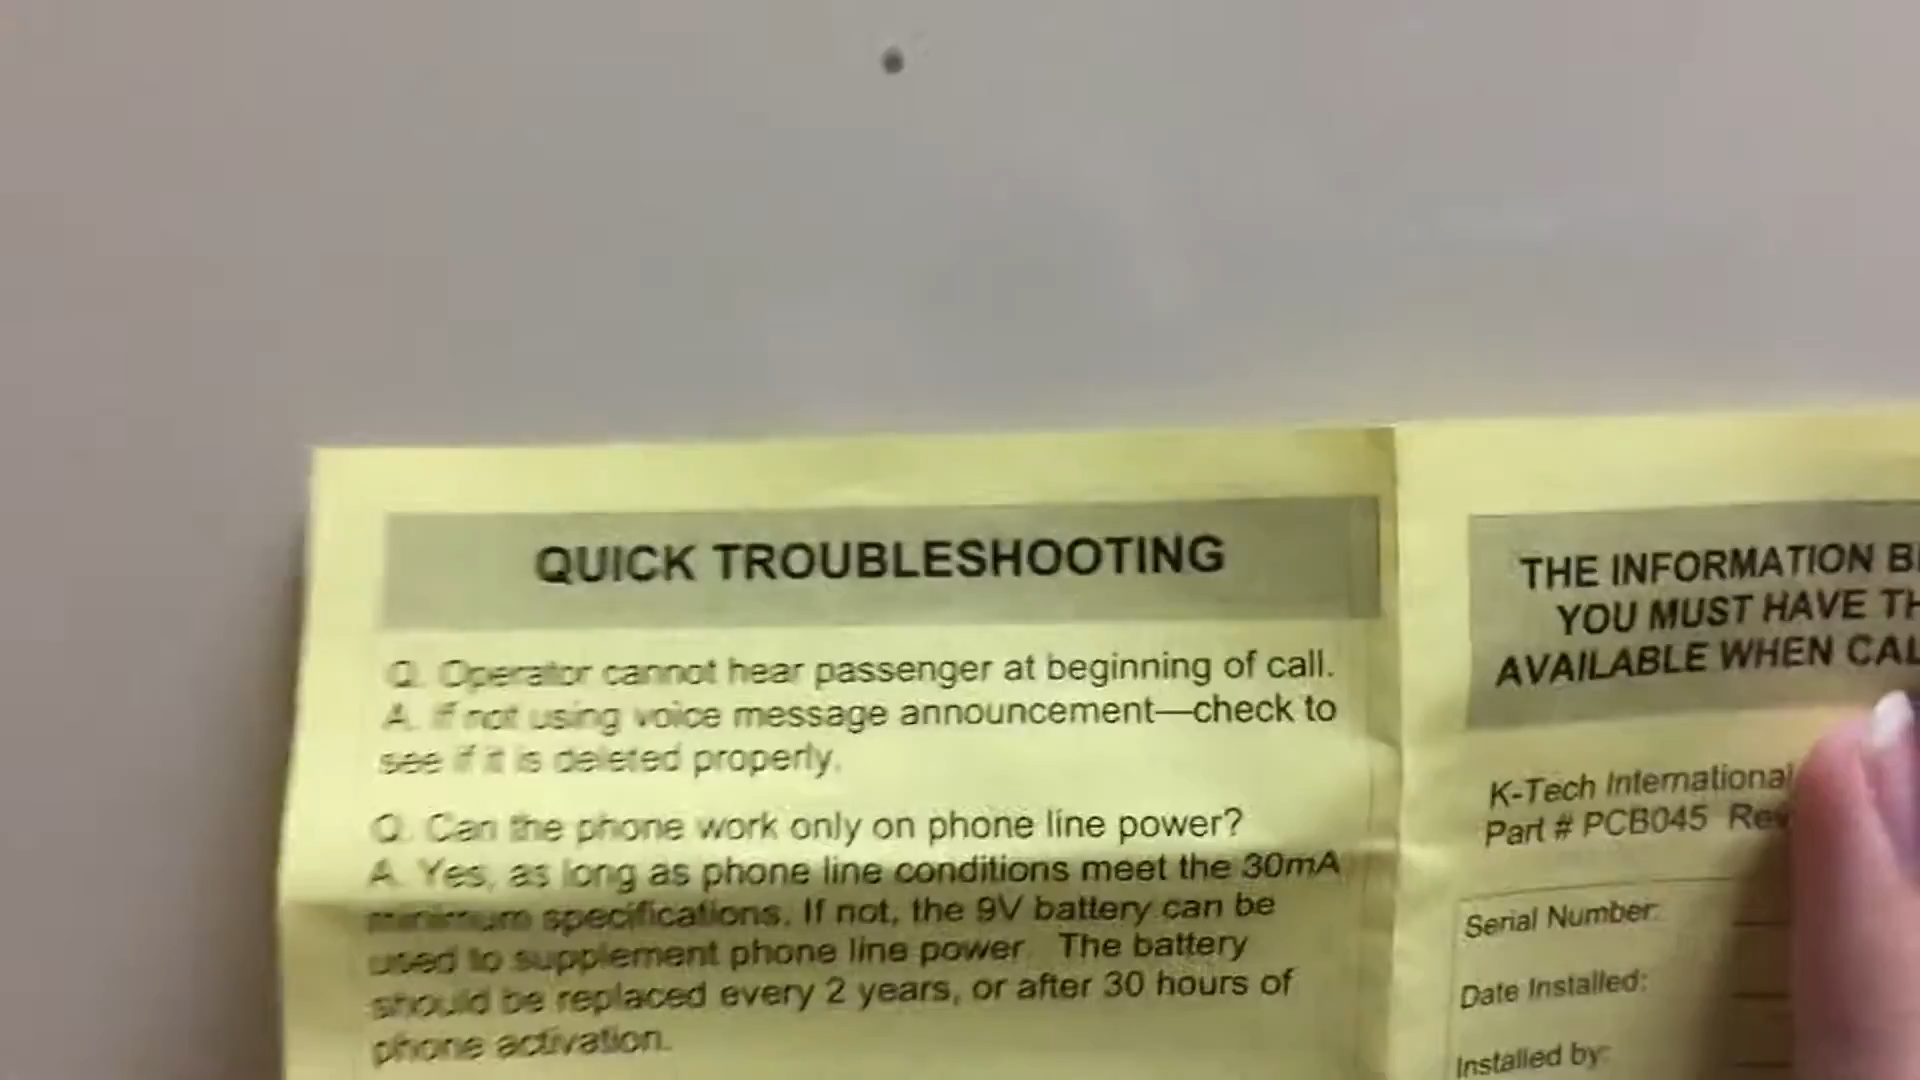 QUICK TROUBLESHOOTING
Q. Operator cannot hear passenger at beginning of call.
A. If not using voice message announcement—check to
see if it is deleted properly.
Q. Can the phone work only on phone line power?
A. Yes, as long as phone line conditions meet the 30mA
minimum specifications. If not, the 9V battery can be
used to supplement phone line power. The battery
should be replaced every 2 years, or after 30 hours of
phone activation.
THE INFORMATION
YOU MUST HAVE
AVAILABLE WHEN
K-Tech International
Part # PCB045
Serial Number:
Date Installed:
Installed by: